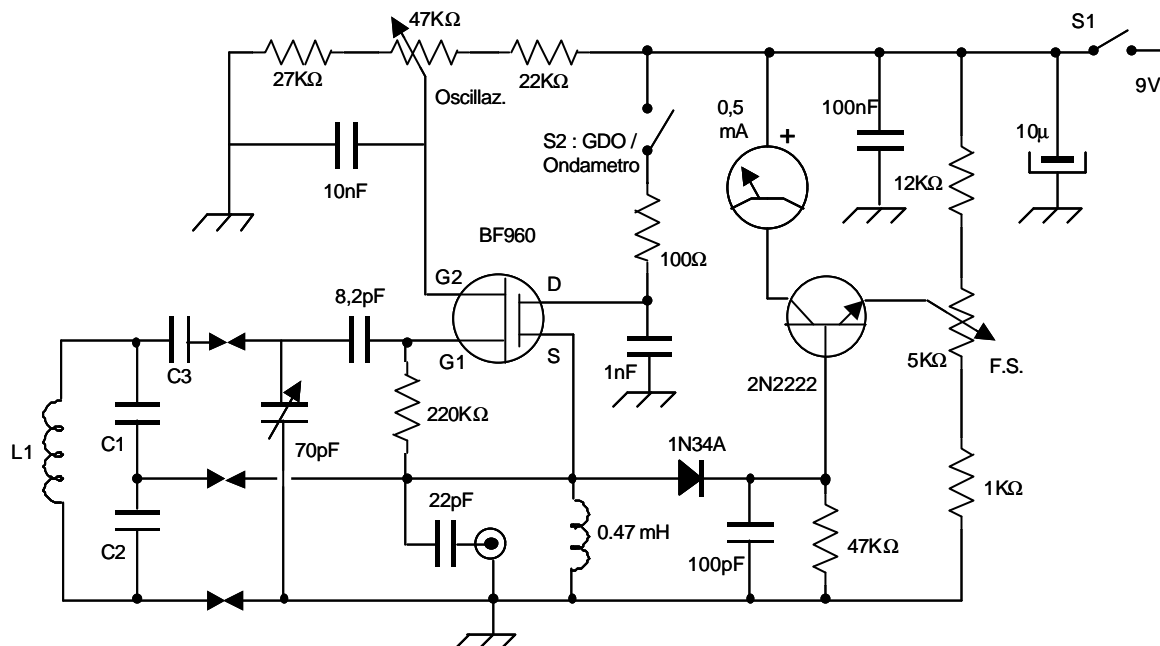 47KΩ
S1
27KΩ
22KΩ
9V
Oscillaz.
0,5
mA
100nF
10μ
S2 : GDO /
Ondametro
+
10nF
12KΩ
BF960
100Ω
G2
D
8,2pF
G1
S
1nF
5KΩ
F.S.
C3
2N2222
220KΩ
C1
70pF
L1
1N34A
22pF
1KΩ
C2
0.47 mH
100pF
47KΩ